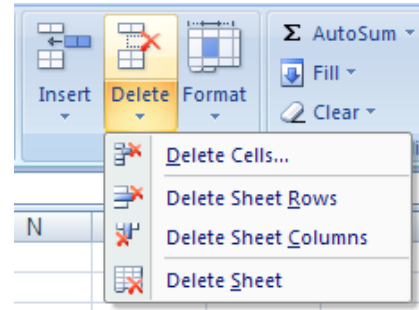 Σ AutoSum
Fill
Insert Delete Format
Clear
Delete Cells...
Delete Sheet Rows
N
Delete Sheet Columns
Delete Sheet